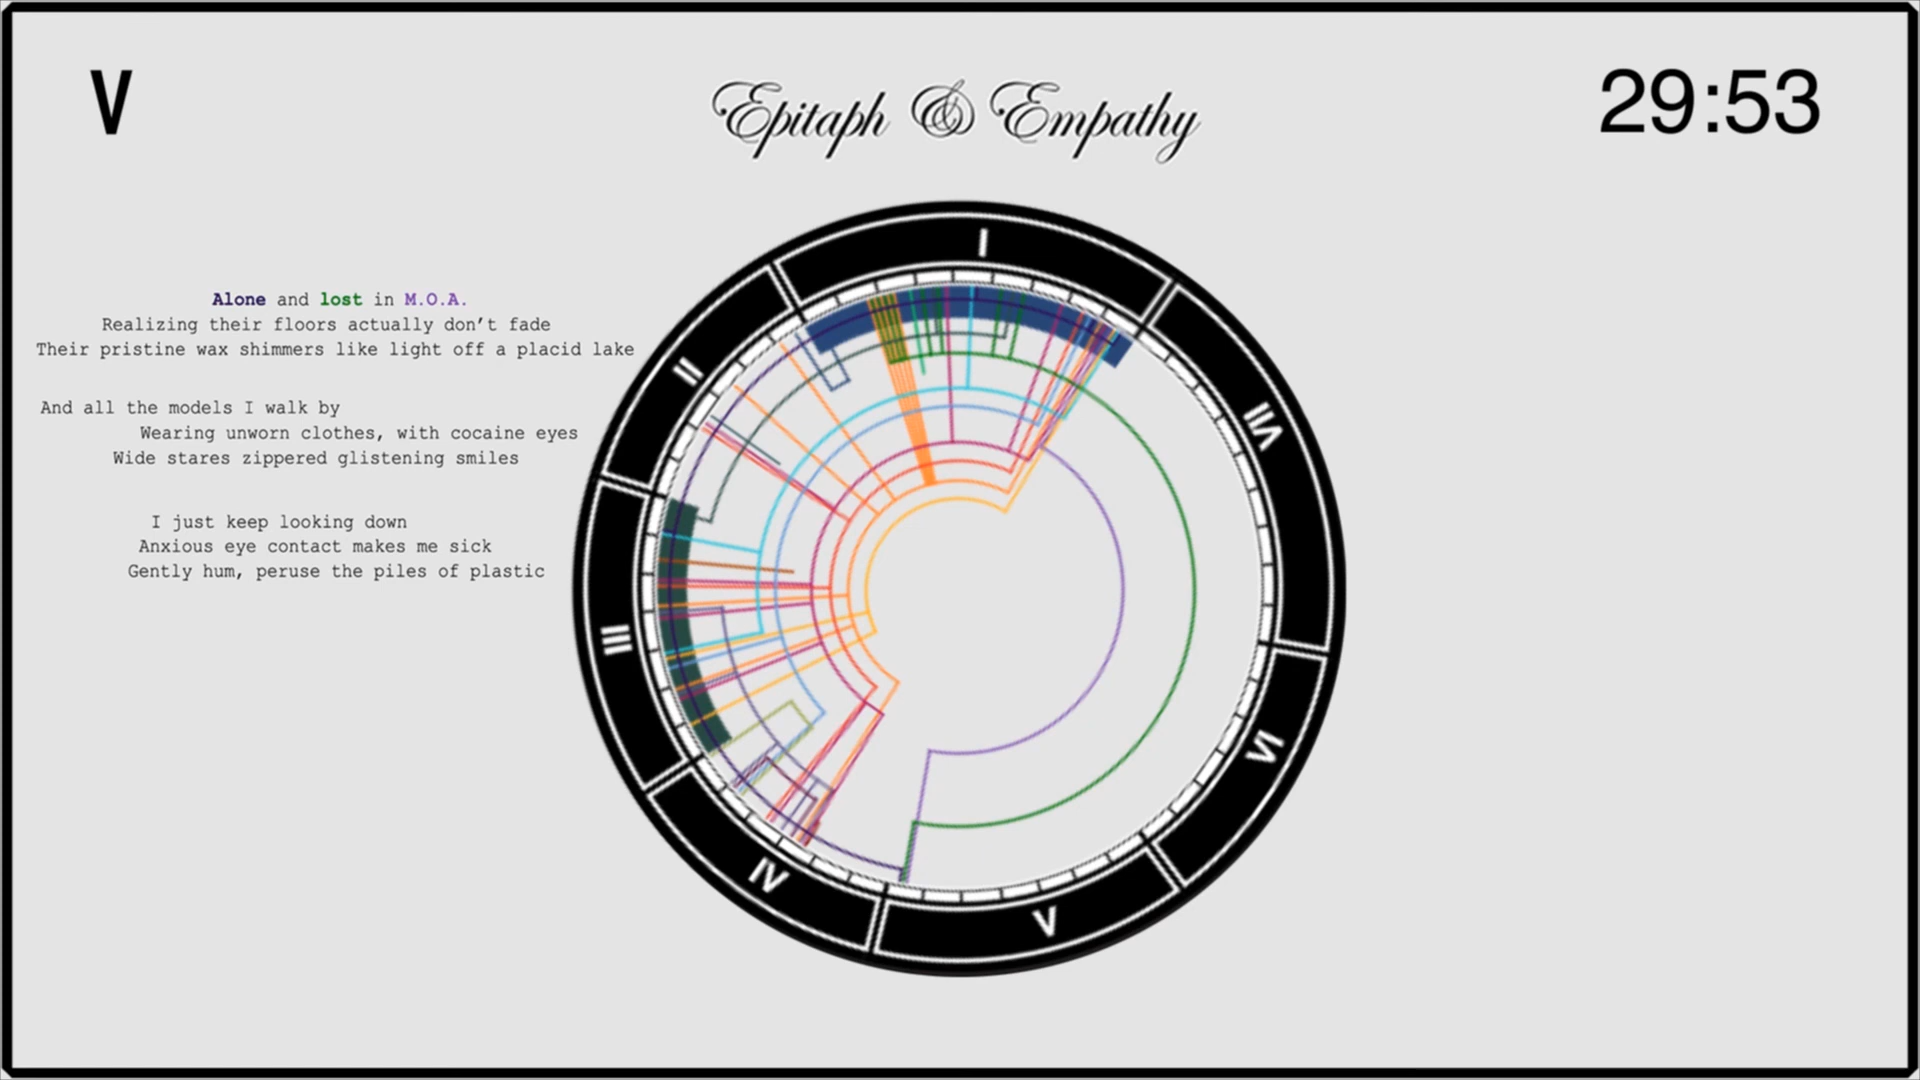 V
Epitaph & Empathy
29:53
Alone and lost in M.O.A.
Realizing their floors actually don’t fade
Their pristine wax shimmers like light off a placid lake
And all the models I walk by
Wearing unworn clothes, with cocaine eyes
Wide stares zippered glistening smiles
I just keep looking down
Anxious eye contact makes me sick
Gently hum, peruse the piles of plastic
I
II
III
IV
V
VI
VII